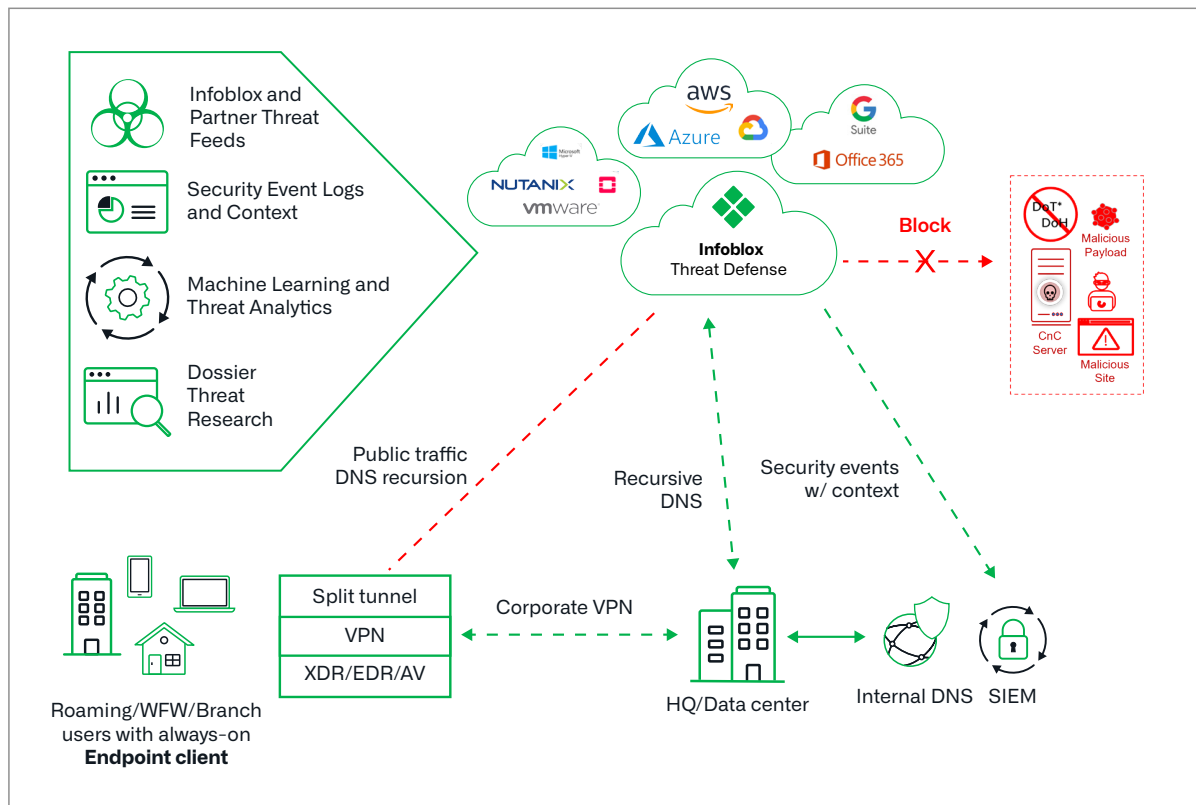 Infoblox and
Partner Threat
Feeds
Security Event Logs
and Context
Machine Learning and
Threat Analytics
Dossier
Threat
Research
Microsoft
Hyper-V
NUTANIX
vmware
aws
Azure
G
Suite
Office 365
Infoblox
Threat Defense
Block
X
DoT*
DoH
Malicious
Payload
CnC
Server
Malicious
Site
Public traffic
DNS recursion
Recursive
DNS
Security events
w/ context
Split tunnel
VPN
XDR/EDR/AV
Corporate VPN
Roaming/WFW/Branch
users with always-on
Endpoint client
HQ/Data center
Internal DNS
SIEM